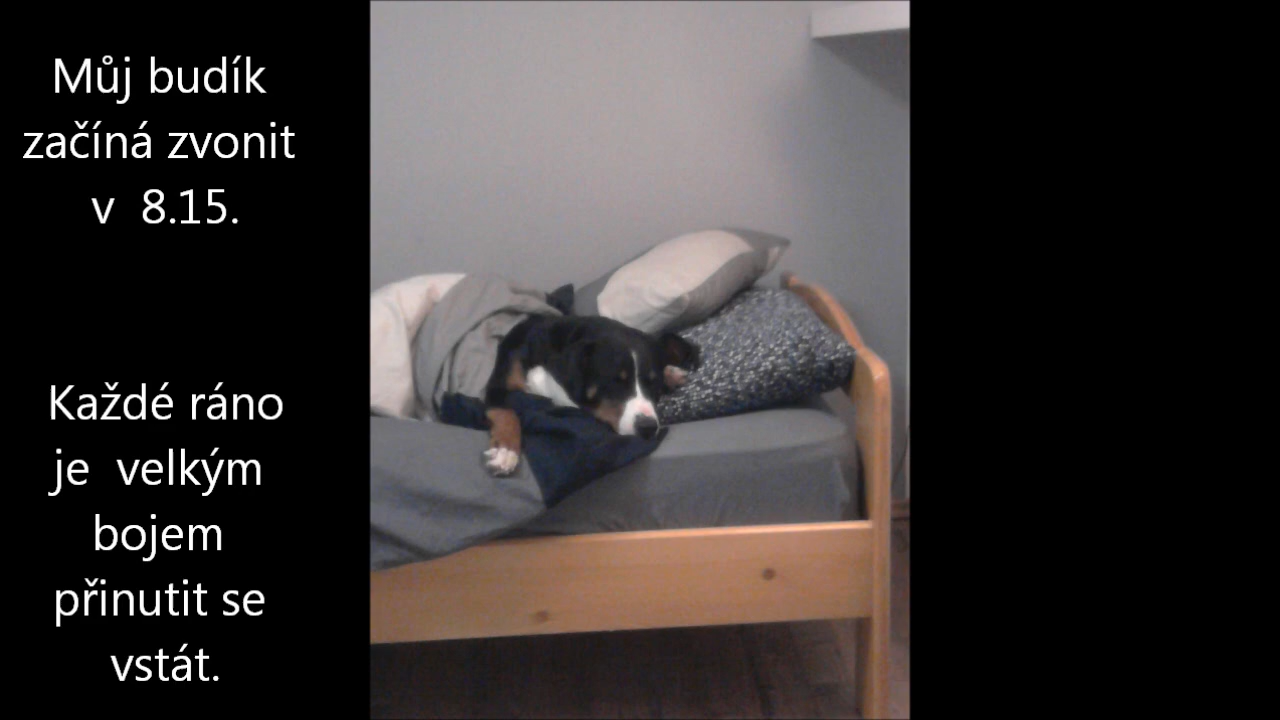 Můj budík
začíná zvonit
v 8.15.
Každé ráno
je velkým
bojem
přinutit se
vstát.